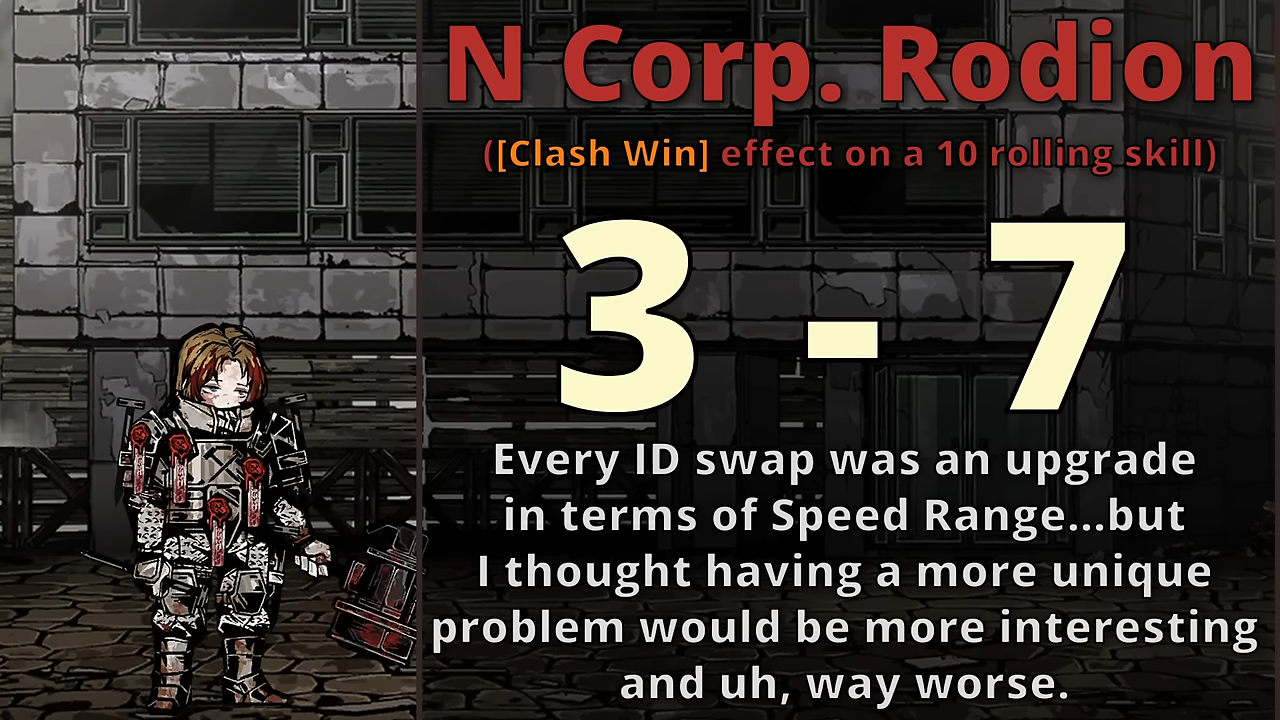 N Corp. Rodion
([Clash Win] effect on a 10 rolling skill)
3 - 7
Every ID swap was an upgrade
in terms of Speed Range...but
I thought having a more unique
problem would be more interesting
and uh, way worse.